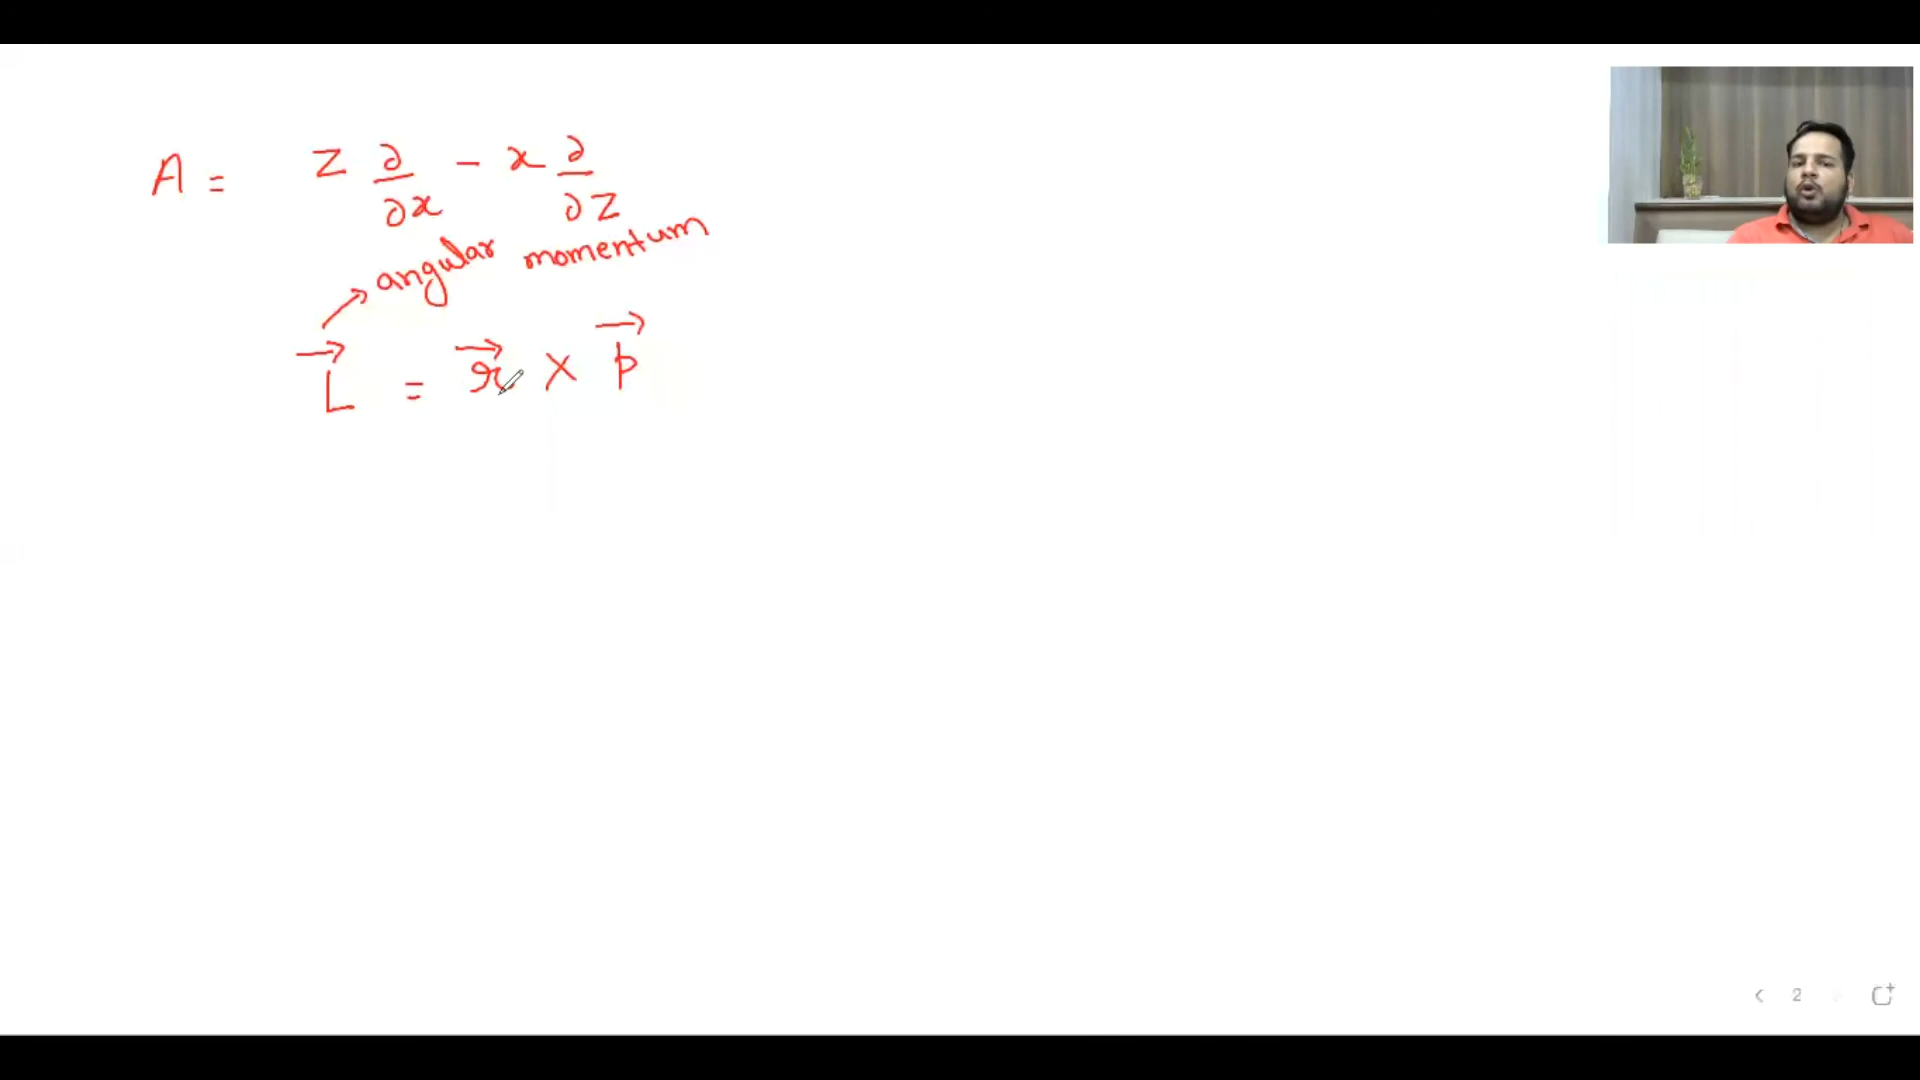 A = z ∂/∂x - x ∂/∂z
angular momentum
L⃗ = r⃗ × p⃗
2